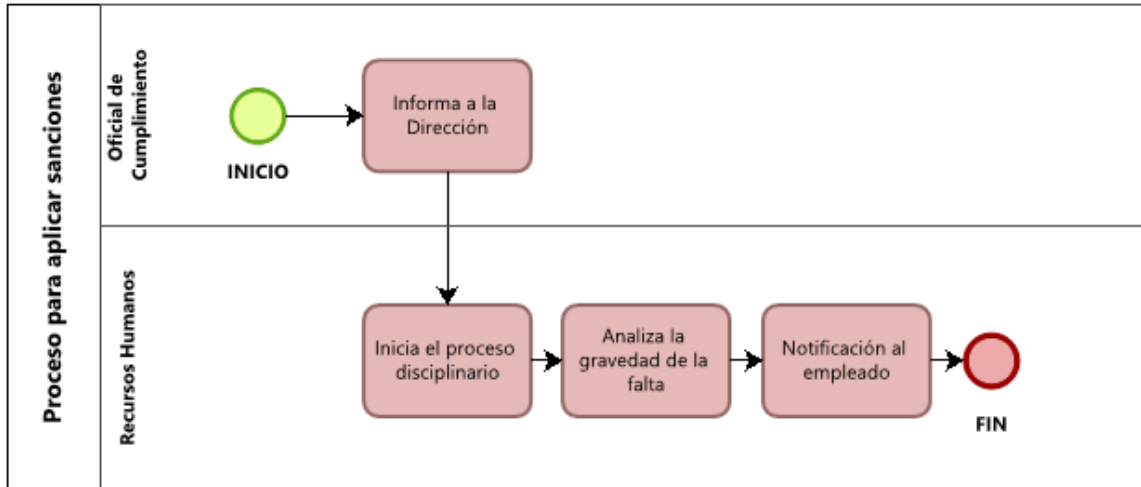 Proceso para aplicar sanciones
Oficial de
Cumplimiento
INICIO
Informa a la
Dirección
Recursos Humanos
Inicia el proceso
disciplinario
Analiza la
gravedad de la
falta
Notificación al
empleado
FIN